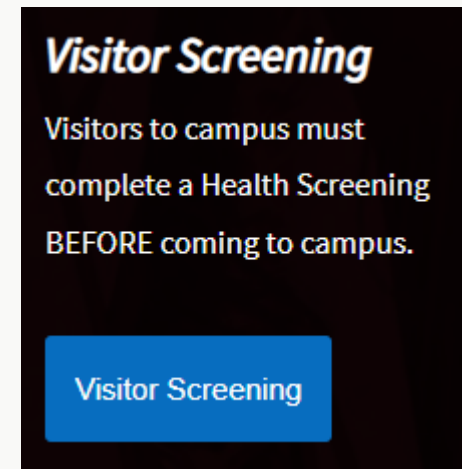 Visitor Screening
Visitors to campus must
complete a Health Screening
BEFORE coming to campus.
Visitor Screening